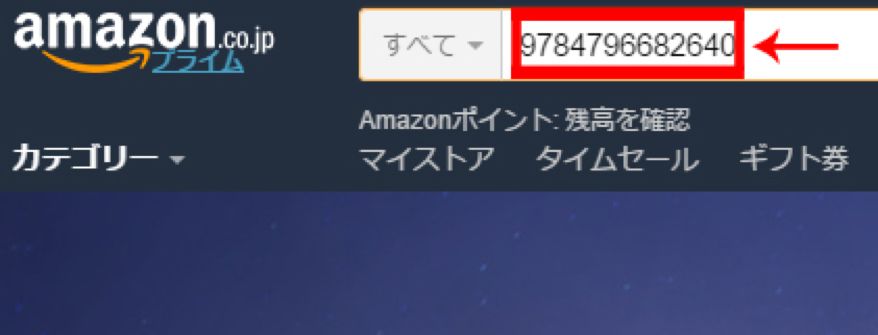 amazon.co.jp
プライム
すべて
9784796682640
Amazonポイント: 残高を確認
カテゴリー
マイストア タイムセール ギフト券